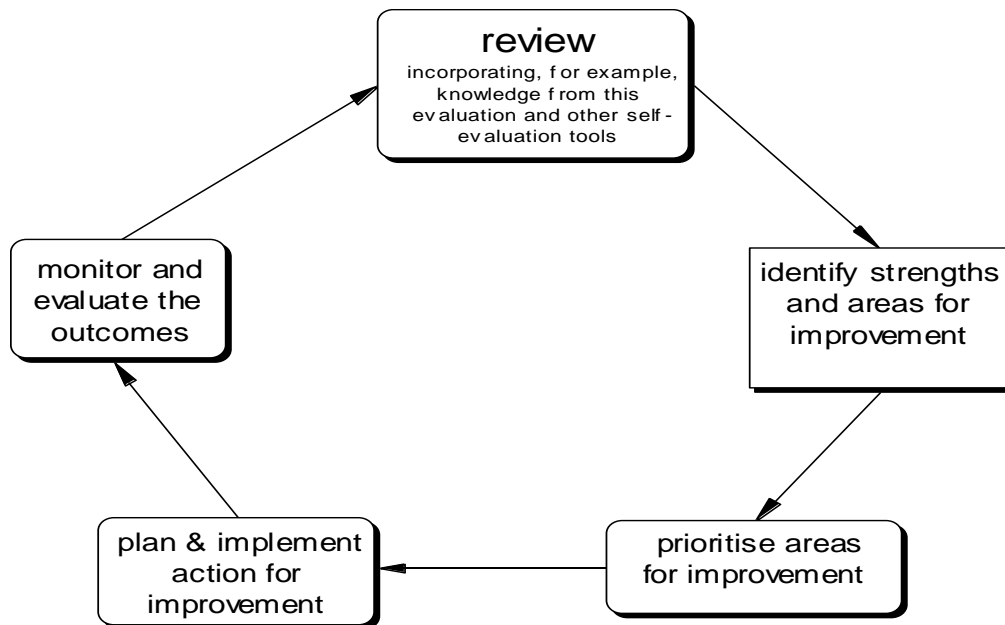 review
incorporating, for example,
knowledge from this
evaluation and other self-
evaluation tools
identify strengths
and areas for
improvement
prioritise areas
for improvement
plan & implement
action for
improvement
monitor and
evaluate the
outcomes